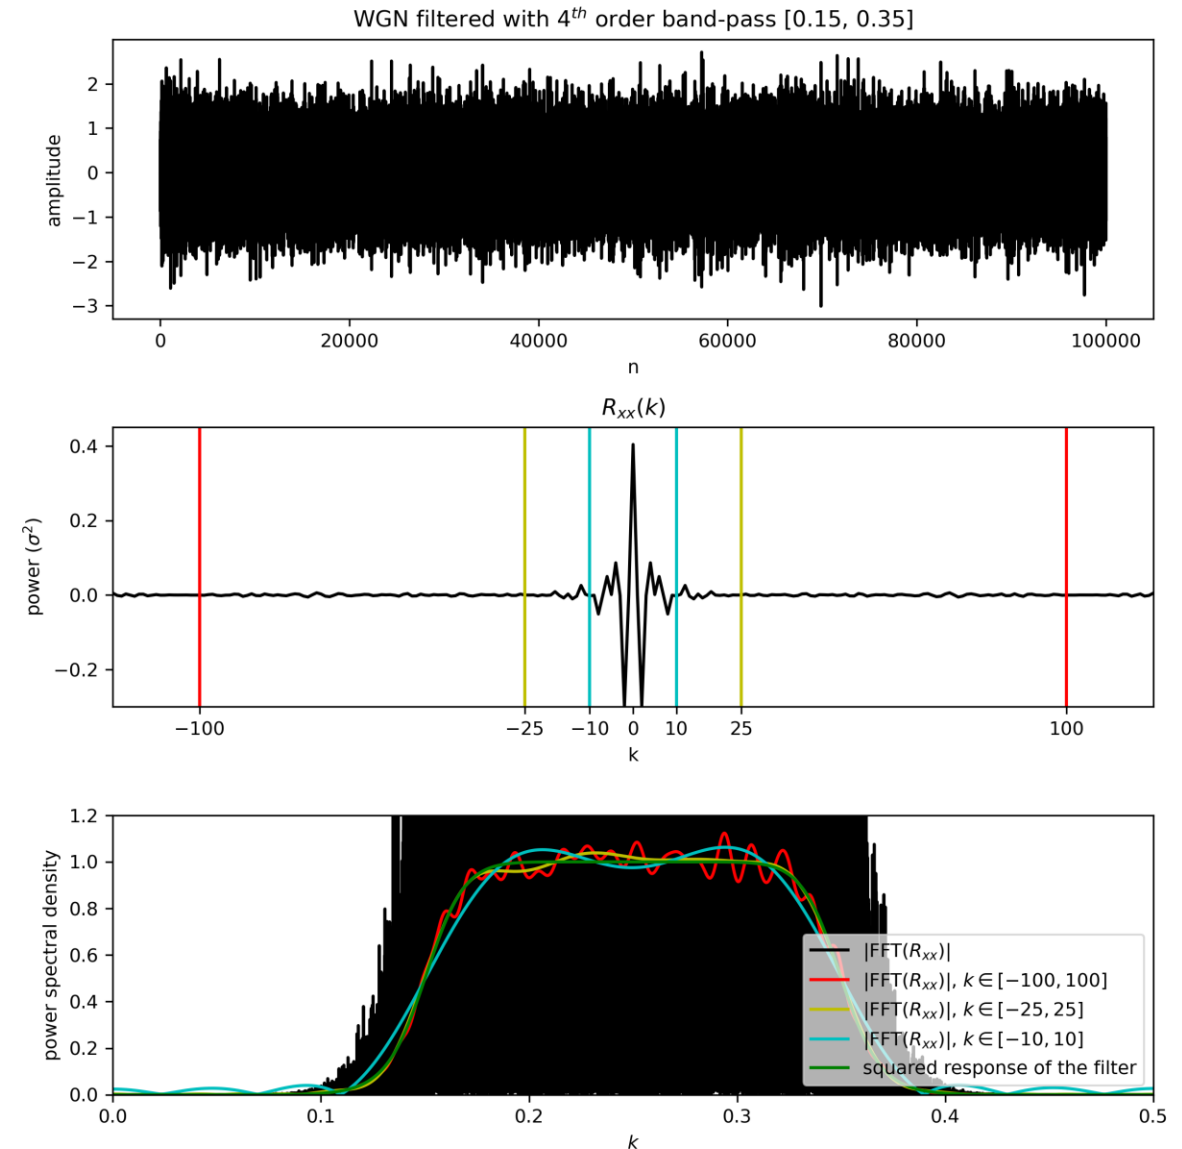 WGN filtered with 4th order band-pass [0.15, 0.35]
amplitude
2
1
0
−1
−2
−3
0 20000 40000 60000 80000 100000
n
Rxx(k)
power (σ²)
0.4
0.2
0.0
−0.2
−100 −25 −10 0 10 25 100
k
power spectral density
1.2
1.0
0.8
0.6
0.4
0.2
0.0
|FFT(Rxx)|
|FFT(Rxx)|, k ∈ [−100, 100]
|FFT(Rxx)|, k ∈ [−25, 25]
|FFT(Rxx)|, k ∈ [−10, 10]
squared response of the filter
0.0 0.1 0.2 0.3 0.4 0.5
k